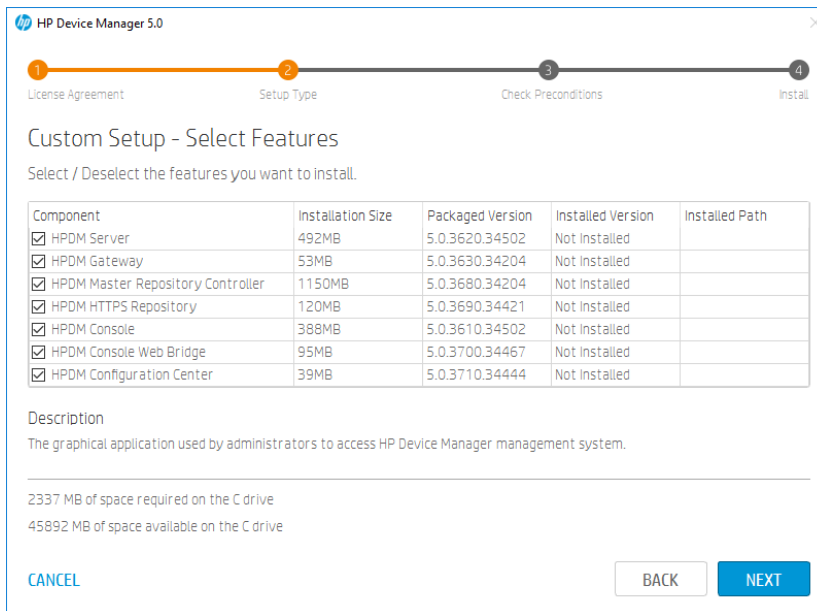 hp HP Device Manager 5.0
1 2 3 4
License Agreement Setup Type Check Preconditions Install
Custom Setup - Select Features
Select / Deselect the features you want to install.
Component Installation Size Packaged Version Installed Version Installed Path
HPDM Server 492MB 5.0.3620.34502 Not Installed
HPDM Gateway 53MB 5.0.3630.34204 Not Installed
HPDM Master Repository Controller 1150MB 5.0.3680.34204 Not Installed
HPDM HTTPS Repository 120MB 5.0.3690.34421 Not Installed
HPDM Console 388MB 5.0.3610.34502 Not Installed
HPDM Console Web Bridge 95MB 5.0.3700.34467 Not Installed
HPDM Configuration Center 39MB 5.0.3710.34444 Not Installed
Description
The graphical application used by administrators to access HP Device Manager management system.
2337 MB of space required on the C drive
45892 MB of space available on the C drive
CANCEL BACK NEXT